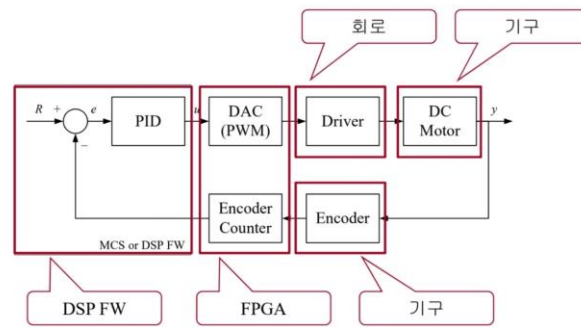 회로
기구
R + e
PID
u
DAC
(PWM)
Driver
DC
Motor
y
−
Encoder
Counter
Encoder
MCS or DSP FW
DSP FW
FPGA
기구